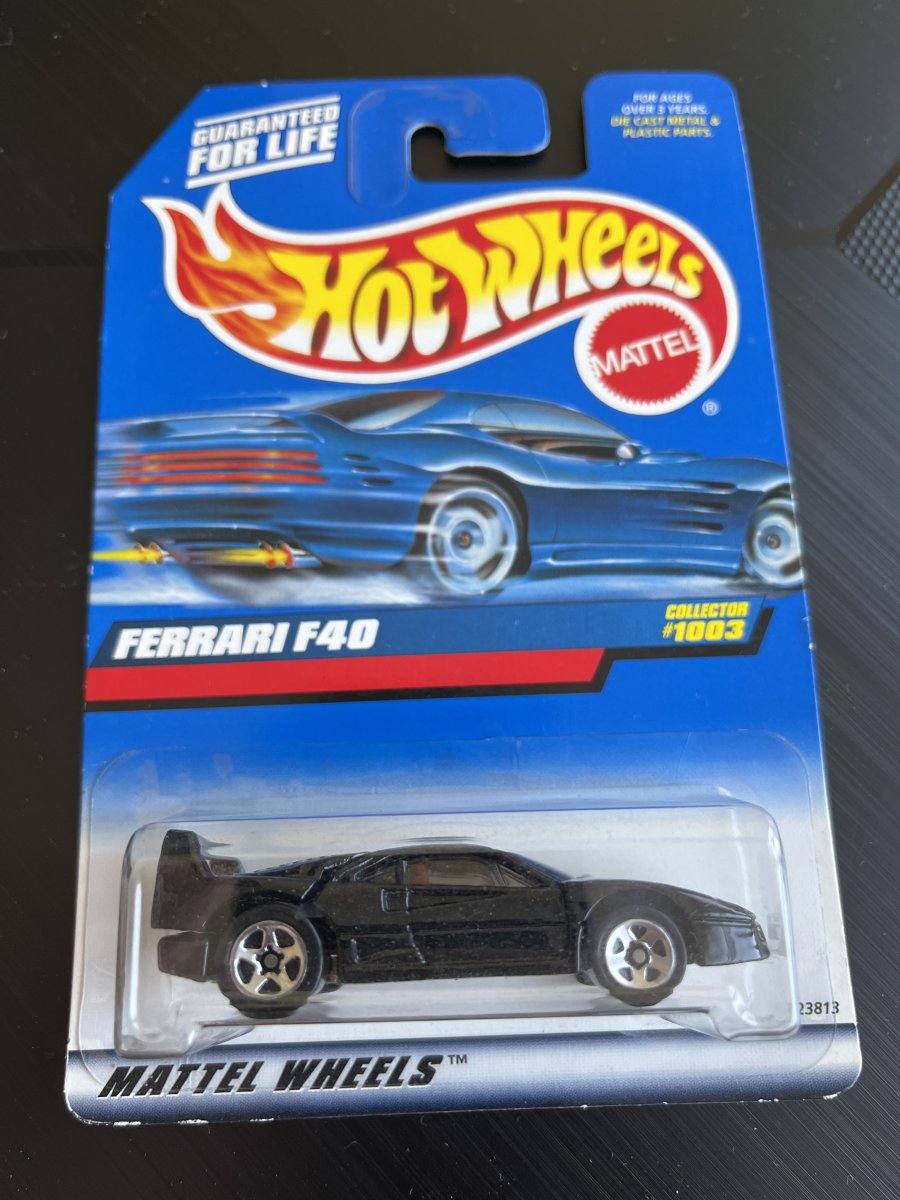 GUARANTEED
FOR LIFE
FOR AGES
OVER 3 YEARS.
DIE CAST METAL &
PLASTIC PARTS.
HOT WHEELS
MATTEL
®
FERRARI F40
COLLECTOR
#1003
23813
MATTEL WHEELS™